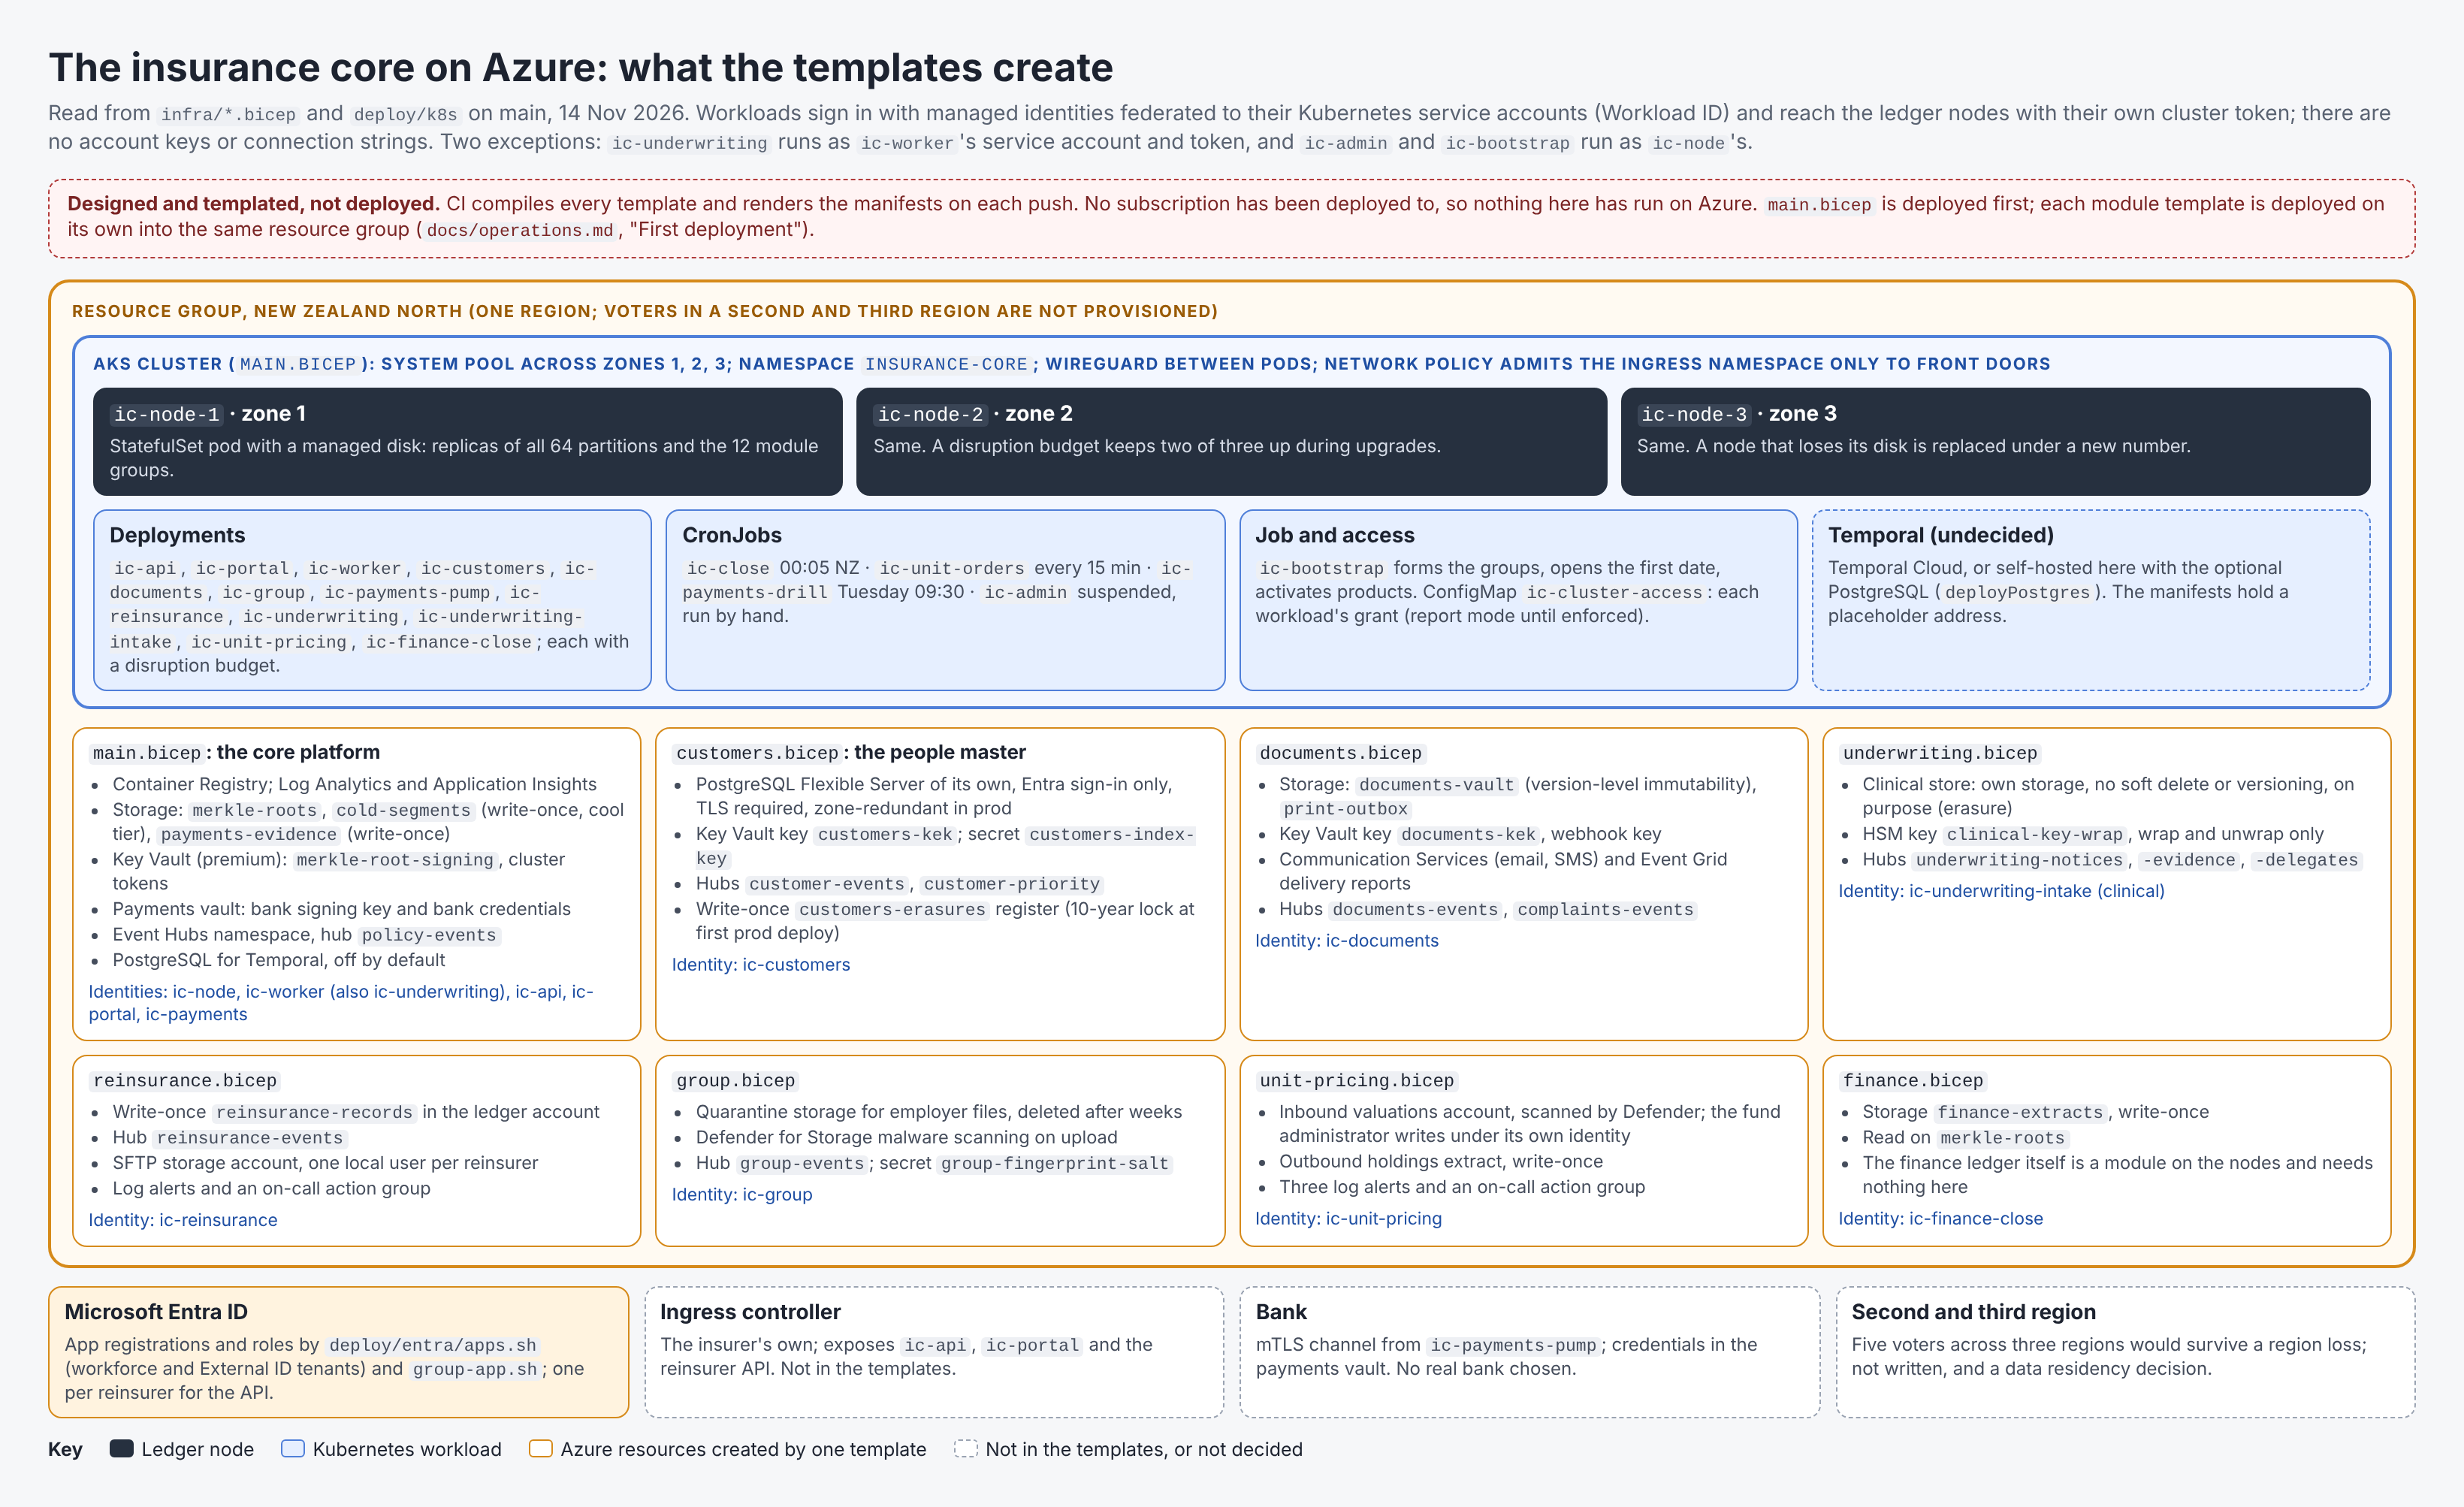 The insurance core on Azure: what the templates create
Read from infra/*.bicep and deploy/k8s on main, 14 Nov 2026. Workloads sign in with managed identities federated to their Kubernetes service accounts (Workload ID) and reach the ledger nodes with their own cluster token; there are
no account keys or connection strings. Two exceptions: ic-underwriting runs as ic-worker's service account and token, and ic-admin and ic-bootstrap run as ic-node's.
Designed and templated, not deployed. CI compiles every template and renders the manifests on each push. No subscription has been deployed to, so nothing here has run on Azure. main.bicep is deployed first; each module template is deployed on
its own into the same resource group (docs/operations.md, "First deployment").
RESOURCE GROUP, NEW ZEALAND NORTH (ONE REGION; VOTERS IN A SECOND AND THIRD REGION ARE NOT PROVISIONED)
AKS CLUSTER (MAIN.BICEP): SYSTEM POOL ACROSS ZONES 1, 2, 3; NAMESPACE INSURANCE-CORE; WIREGUARD BETWEEN PODS; NETWORK POLICY ADMITS THE INGRESS NAMESPACE ONLY TO FRONT DOORS
ic-node-1 · zone 1
StatefulSet pod with a managed disk: replicas of all 64 partitions and the 12 module
groups.
ic-node-2 · zone 2
Same. A disruption budget keeps two of three up during upgrades.
ic-node-3 · zone 3
Same. A node that loses its disk is replaced under a new number.
Deployments
ic-api, ic-portal, ic-worker, ic-customers, ic-
documents, ic-group, ic-payments-pump, ic-
reinsurance, ic-underwriting, ic-underwriting-
intake, ic-unit-pricing, ic-finance-close; each with
a disruption budget.
CronJobs
ic-close 00:05 NZ · ic-unit-orders every 15 min · ic-
payments-drill Tuesday 09:30 · ic-admin suspended,
run by hand.
Job and access
ic-bootstrap forms the groups, opens the first date,
activates products. ConfigMap ic-cluster-access: each
workload's grant (report mode until enforced).
Temporal (undecided)
Temporal Cloud, or self-hosted here with the optional
PostgreSQL (deployPostgres). The manifests hold a
placeholder address.
main.bicep: the core platform
• Container Registry; Log Analytics and Application Insights
• Storage: merkle-roots, cold-segments (write-once, cool
tier), payments-evidence (write-once)
• Key Vault (premium): merkle-root-signing, cluster
tokens
• Payments vault: bank signing key and bank credentials
• Event Hubs namespace, hub policy-events
• PostgreSQL for Temporal, off by default
Identities: ic-node, ic-worker (also ic-underwriting), ic-api, ic-
portal, ic-payments
customers.bicep: the people master
• PostgreSQL Flexible Server of its own, Entra sign-in only,
TLS required, zone-redundant in prod
• Key Vault key customers-kek; secret customers-index-
key
• Hubs customer-events, customer-priority
• Write-once customers-erasures register (10-year lock at
first prod deploy)
Identity: ic-customers
documents.bicep
• Storage: documents-vault (version-level immutability),
print-outbox
• Key Vault key documents-kek, webhook key
• Communication Services (email, SMS) and Event Grid
delivery reports
• Hubs documents-events, complaints-events
Identity: ic-documents
underwriting.bicep
• Clinical store: own storage, no soft delete or versioning, on
purpose (erasure)
• HSM key clinical-key-wrap, wrap and unwrap only
• Hubs underwriting-notices, -evidence, -delegates
Identity: ic-underwriting-intake (clinical)
reinsurance.bicep
• Write-once reinsurance-records in the ledger account
• Hub reinsurance-events
• SFTP storage account, one local user per reinsurer
• Log alerts and an on-call action group
Identity: ic-reinsurance
group.bicep
• Quarantine storage for employer files, deleted after weeks
• Defender for Storage malware scanning on upload
• Hub group-events; secret group-fingerprint-salt
Identity: ic-group
unit-pricing.bicep
• Inbound valuations account, scanned by Defender; the fund
administrator writes under its own identity
• Outbound holdings extract, write-once
• Three log alerts and an on-call action group
Identity: ic-unit-pricing
finance.bicep
• Storage finance-extracts, write-once
• Read on merkle-roots
• The finance ledger itself is a module on the nodes and needs
nothing here
Identity: ic-finance-close
Microsoft Entra ID
App registrations and roles by deploy/entra/apps.sh
(workforce and External ID tenants) and group-app.sh; one
per reinsurer for the API.
Ingress controller
The insurer's own; exposes ic-api, ic-portal and the
reinsurer API. Not in the templates.
Bank
mTLS channel from ic-payments-pump; credentials in the
payments vault. No real bank chosen.
Second and third region
Five voters across three regions would survive a region loss;
not written, and a data residency decision.
Key Ledger node Kubernetes workload Azure resources created by one template Not in the templates, or not decided